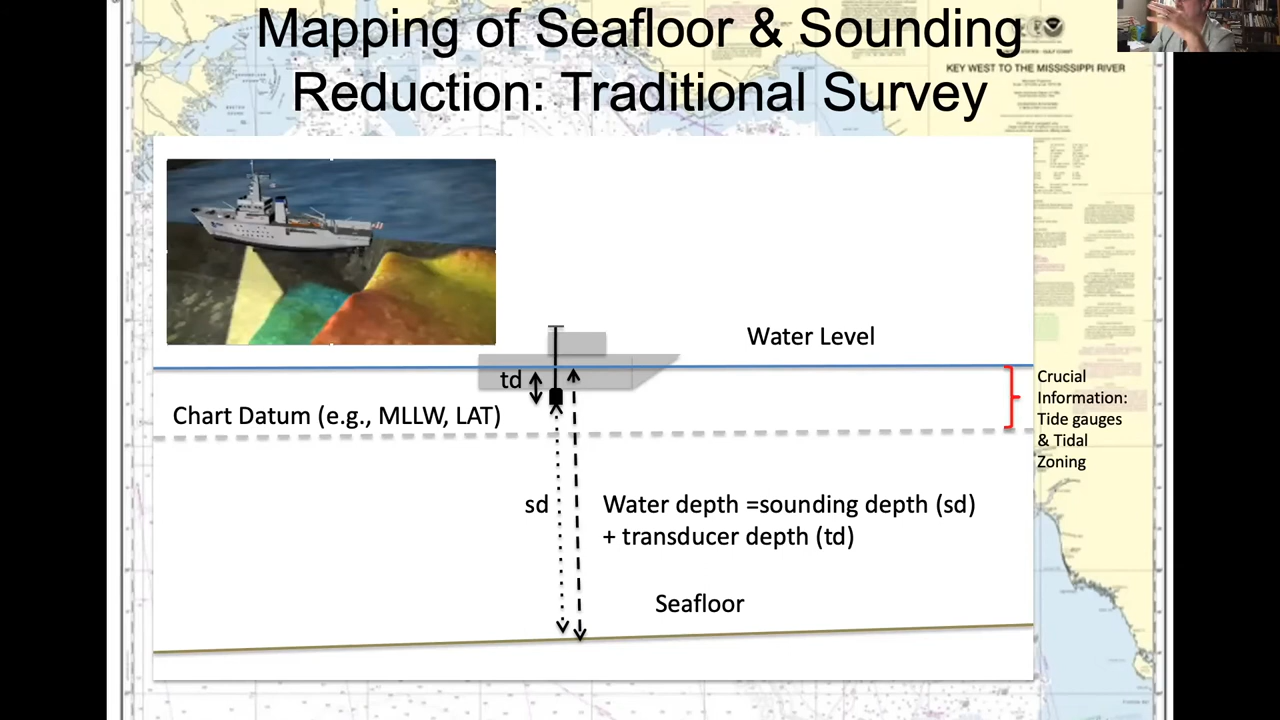 Mapping of Seafloor & Sounding
Reduction: Traditional Survey
KEY WEST TO THE MISSISSIPPI RIVER
Water Level
td
Crucial
Information:
Tide gauges
& Tidal
Zoning
Chart Datum (e.g., MLLW, LAT)
sd
Water depth =sounding depth (sd)
+ transducer depth (td)
Seafloor